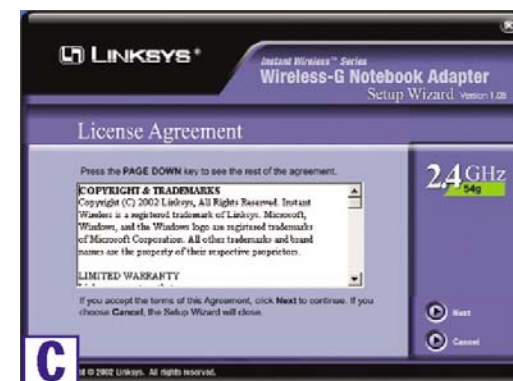 LINKSYS®
Instant Wireless™ Series
Wireless-G Notebook Adapter
Setup Wizard Version 1.05
License Agreement
Press the PAGE DOWN key to see the rest of the agreement.
COPYRIGHT & TRADEMARKS
Copyright (C) 2002 Linksys, All Rights Reserved. Instant
Wireless is a registered trademark of Linksys. Microsoft,
Windows, and the Windows logo are registered trademarks
of Microsoft Corporation. All other trademarks and brand
names are the property of their respective proprietors.
LIMITED WARRANTY
If you accept the terms of this Agreement, click Next to continue. If you
choose Cancel, the Setup Wizard will close.
2,4 GHz
54g
Next
Cancel
C
© 2002 Linksys. All rights reserved.